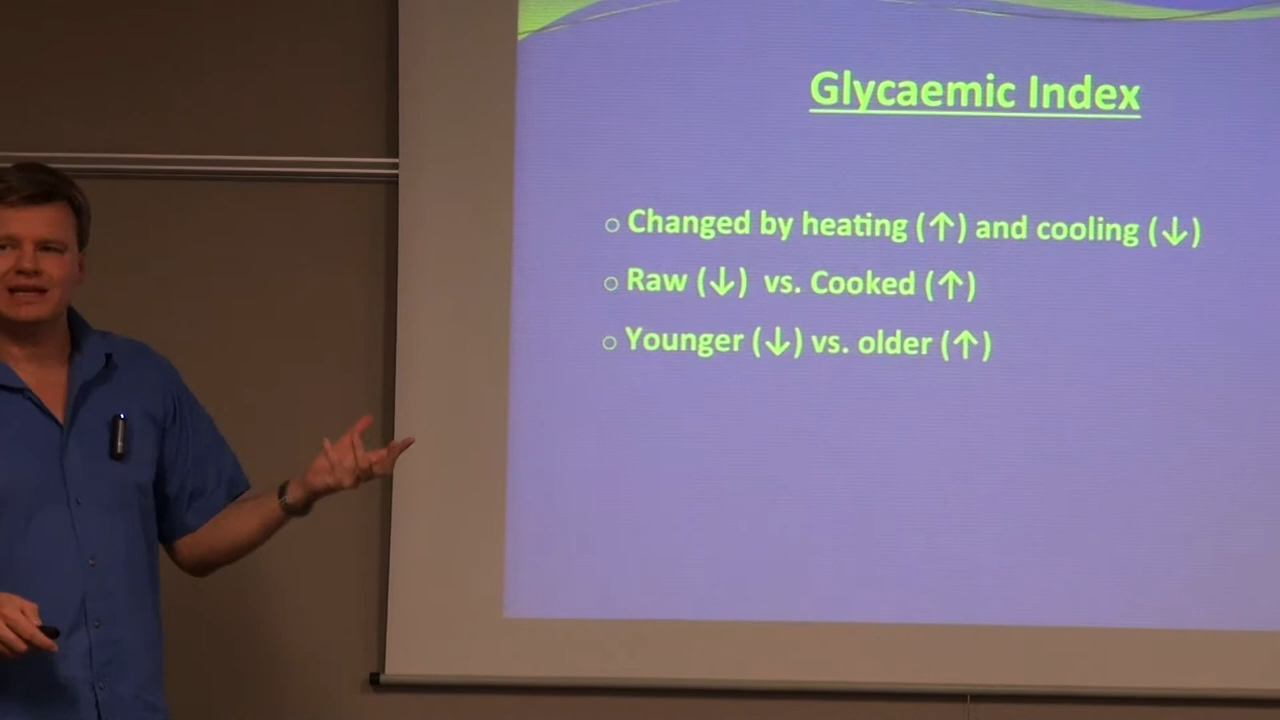 Glycaemic Index
○ Changed by heating (↑) and cooling (↓)
○ Raw (↓) vs. Cooked (↑)
○ Younger (↓) vs. older (↑)